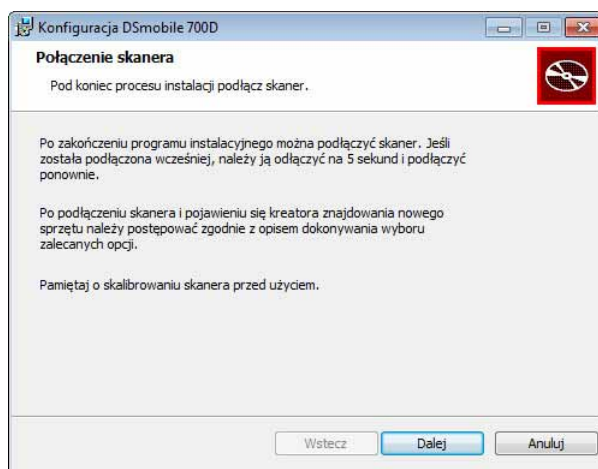 Konfiguracja DSmobile 700D
Połączenie skanera
Pod koniec procesu instalacji podłącz skaner.
Po zakończeniu programu instalacyjnego można podłączyć skaner. Jeśli
została podłączona wcześniej, należy ją odłączyć na 5 sekund i podłączyć
ponownie.
Po podłączeniu skanera i pojawieniu się kreatora znajdowania nowego
sprzętu należy postępować zgodnie z opisem dokonywania wyboru
zalecanych opcji.
Pamiętaj o skalibrowaniu skanera przed użyciem.
Wstecz
Dalej
Anuluj